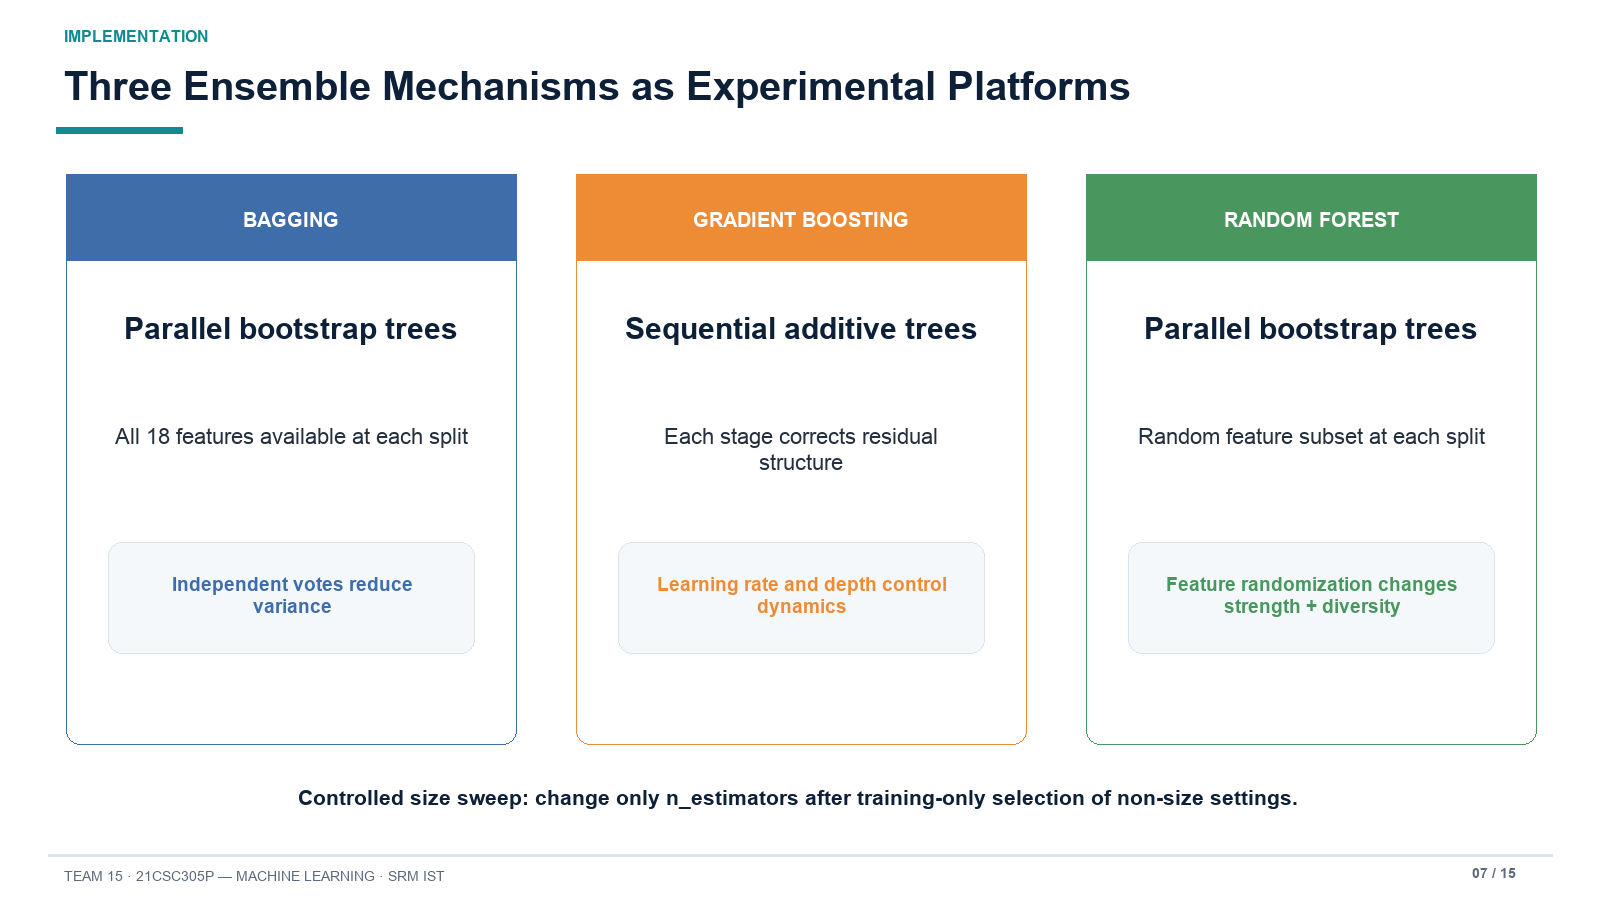 IMPLEMENTATION
Three Ensemble Mechanisms as Experimental Platforms
BAGGING
Parallel bootstrap trees
All 18 features available at each split
Independent votes reduce
variance
GRADIENT BOOSTING
Sequential additive trees
Each stage corrects residual
structure
Learning rate and depth control
dynamics
RANDOM FOREST
Parallel bootstrap trees
Random feature subset at each split
Feature randomization changes
strength + diversity
Controlled size sweep: change only n_estimators after training-only selection of non-size settings.
TEAM 15 · 21CSC305P — MACHINE LEARNING · SRM IST
07 / 15